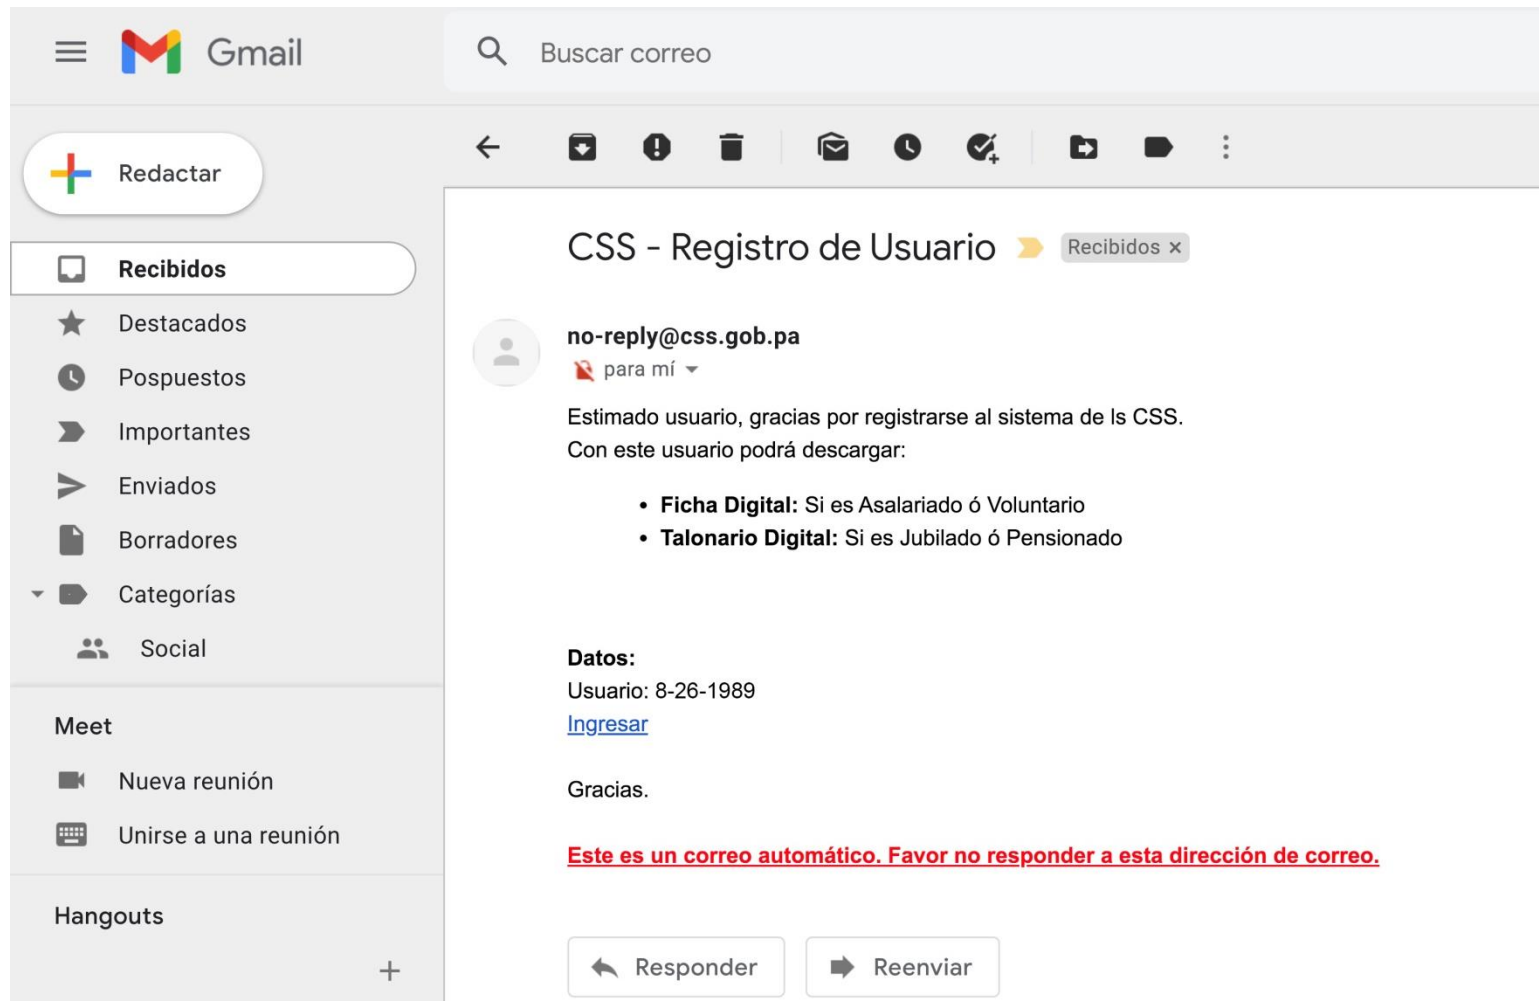 Gmail
Buscar correo
Redactar
Recibidos
Destacados
Pospuestos
Importantes
Enviados
Borradores
Categorías
Social
Meet
Nueva reunión
Unirse a una reunión
Hangouts
CSS - Registro de Usuario Recibidos x
no-reply@css.gob.pa
para mí
Estimado usuario, gracias por registrarse al sistema de ls CSS.
Con este usuario podrá descargar:
• Ficha Digital: Si es Asalariado ó Voluntario
• Talonario Digital: Si es Jubilado ó Pensionado
Datos:
Usuario: 8-26-1989
Ingresar
Gracias.
Este es un correo automático. Favor no responder a esta dirección de correo.
Responder
Reenviar